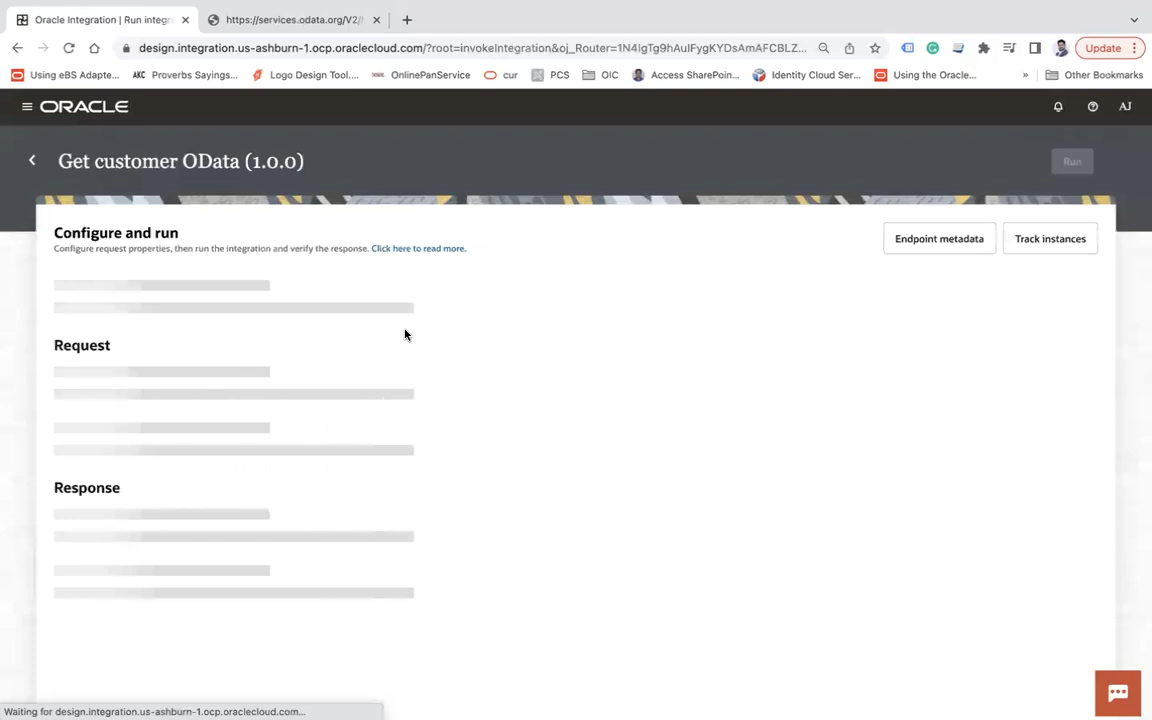 Oracle Integration | Run integr
https://services.odata.org/V2/
design.integration.us-ashburn-1.ocp.oraclecloud.com/?root=invokeIntegration&oj_Router=1N4IgTg9hAuIFygKYDsAmAFCBLZ...
Update
Using eBS Adapte...
AKC Proverbs Sayings...
Logo Design Tool....
OnlinePanService
cur
PCS
OIC
Access SharePoin...
Identity Cloud Ser...
Using the Oracle...
»
Other Bookmarks
ORACLE
AJ
Get customer OData (1.0.0)
Run
Configure and run
Configure request properties, then run the integration and verify the response. Click here to read more.
Endpoint metadata
Track instances
Request
Response
Waiting for design.integration.us-ashburn-1.ocp.oraclecloud.com...